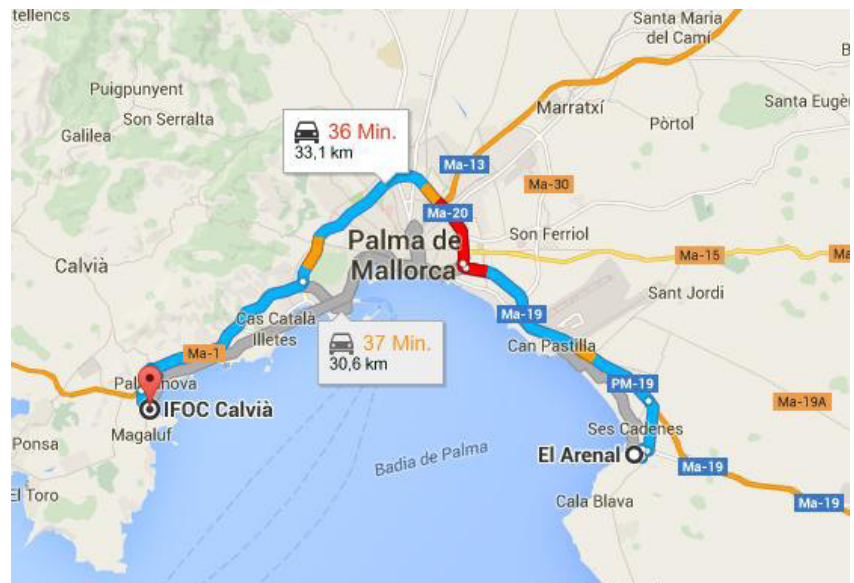 tellencs
Santa Maria
del Camí
Puigpunyent
Son Serralta
Galilea
Marratxí
Pòrtol
Santa Eugèn
36 Min.
33,1 km
Ma-13
Ma-30
Ma-20
Palma de
Mallorca
Son Ferriol
Ma-15
Ma
Calvià
Sant Jordi
Cas Català
Illetes
Ma-19
37 Min.
30,6 km
Can Pastilla
Ma-1
IFOC Calvià
PM-19
Ma-19A
Magaluf
Ses Cadenes
Ponsa
Badia de Palma
El Arenal
Ma-19
El Toro
Cala Blava
Ma-19